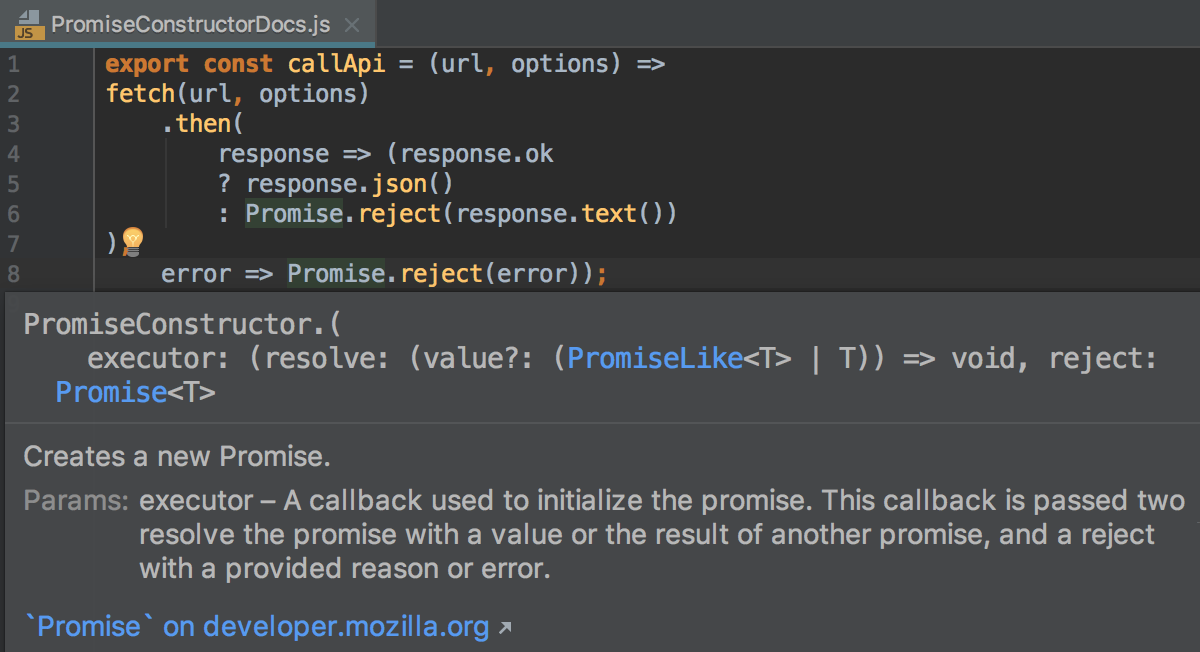 PromiseConstructorDocs.js
JS
1 export const callApi = (url, options) =>
2 fetch(url, options)
3 .then(
4 response => (response.ok
5 ? response.json()
6 : Promise.reject(response.text())
7 )
8 error => Promise.reject(error));
PromiseConstructor.(
executor: (resolve: (value?: (PromiseLike<T> | T)) => void, reject:
Promise<T>
Creates a new Promise.
Params: executor – A callback used to initialize the promise. This callback is passed two
resolve the promise with a value or the result of another promise, and a reject
with a provided reason or error.
`Promise` on developer.mozilla.org ↗